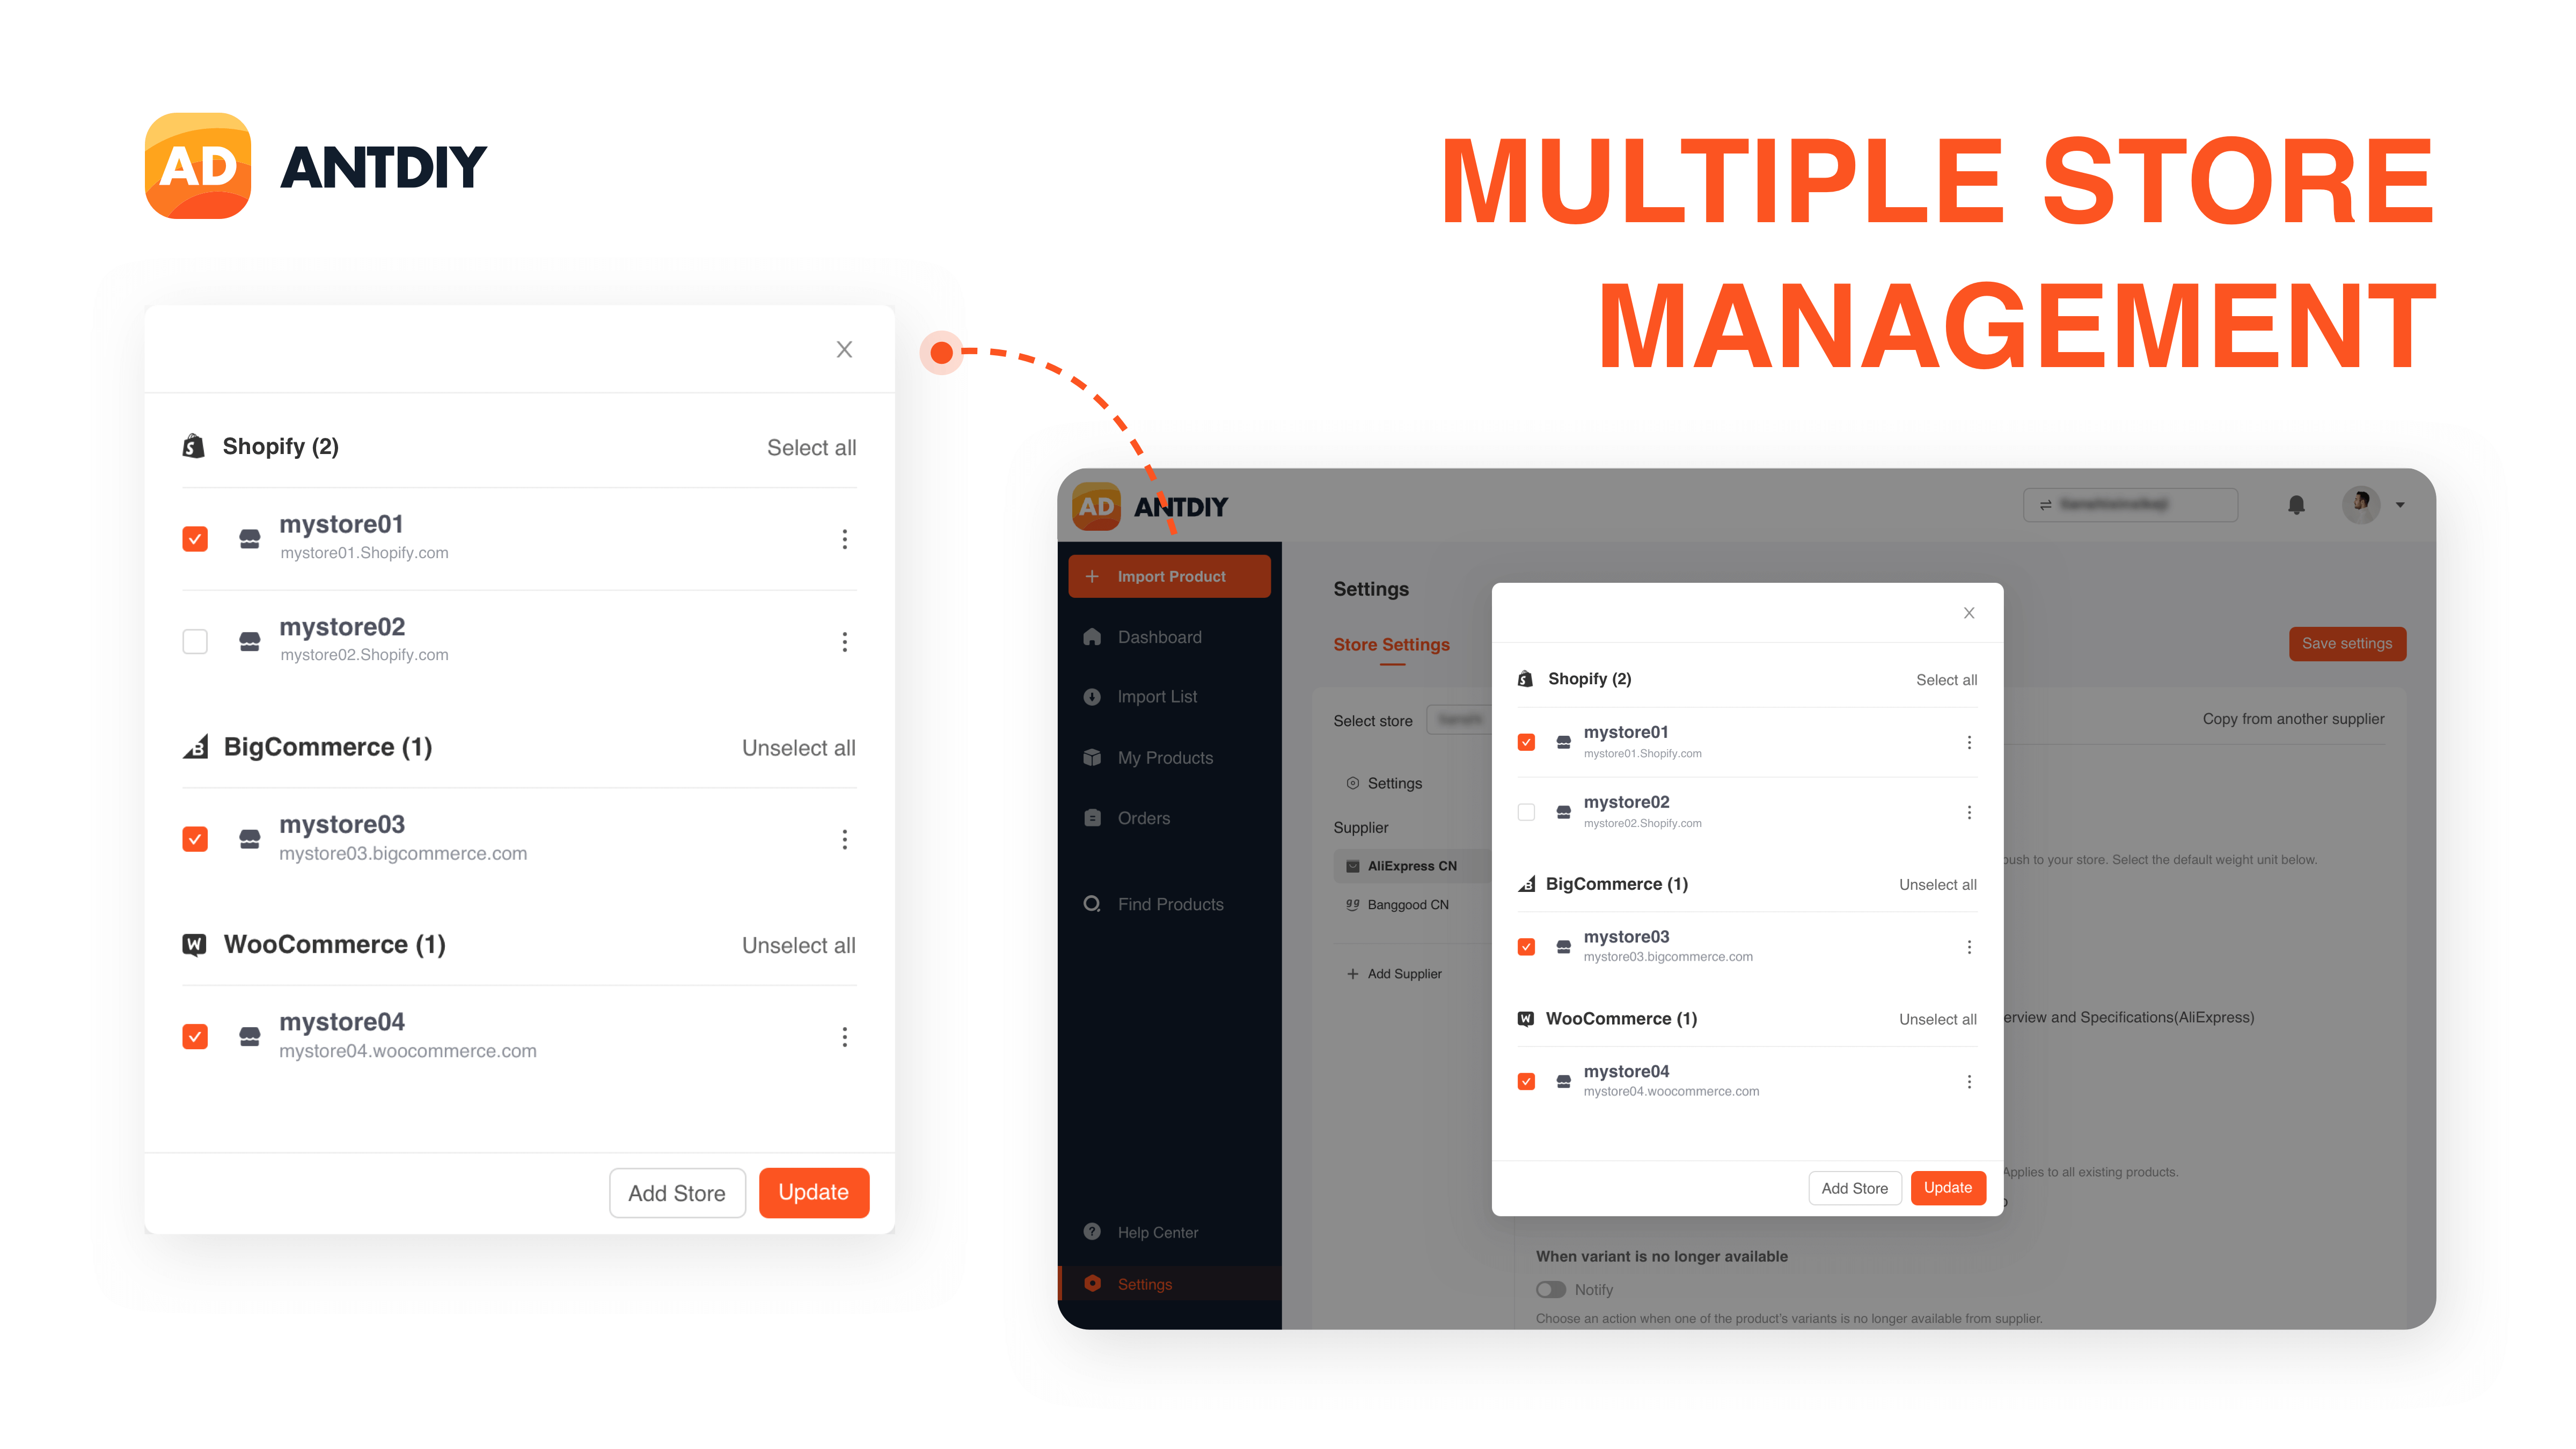 AD ANTDIY
MULTIPLE STORE
MANAGEMENT
X
Shopify (2) Select all
mystore01
mystore01.Shopify.com
mystore02
mystore02.Shopify.com
BigCommerce (1) Unselect all
mystore03
mystore03.bigcommerce.com
WooCommerce (1) Unselect all
mystore04
mystore04.woocommerce.com
Add Store Update
AD ANTDIY
Import Product
Dashboard
Import List
My Products
Orders
Find Products
Help Center
Settings
Settings
Store Settings
Save settings
Select store
Copy from another supplier
Settings
Supplier
AliExpress CN
Banggood CN
Add Supplier
to your store. Select the default weight unit below.
and Specifications(AliExpress)
Applies to all existing products.
When variant is no longer available
Notify
Choose an action when one of the product's variants is no longer available from supplier.
X
Shopify (2) Select all
mystore01
mystore01.Shopify.com
mystore02
mystore02.Shopify.com
BigCommerce (1) Unselect all
mystore03
mystore03.bigcommerce.com
WooCommerce (1) Unselect all
mystore04
mystore04.woocommerce.com
Add Store Update